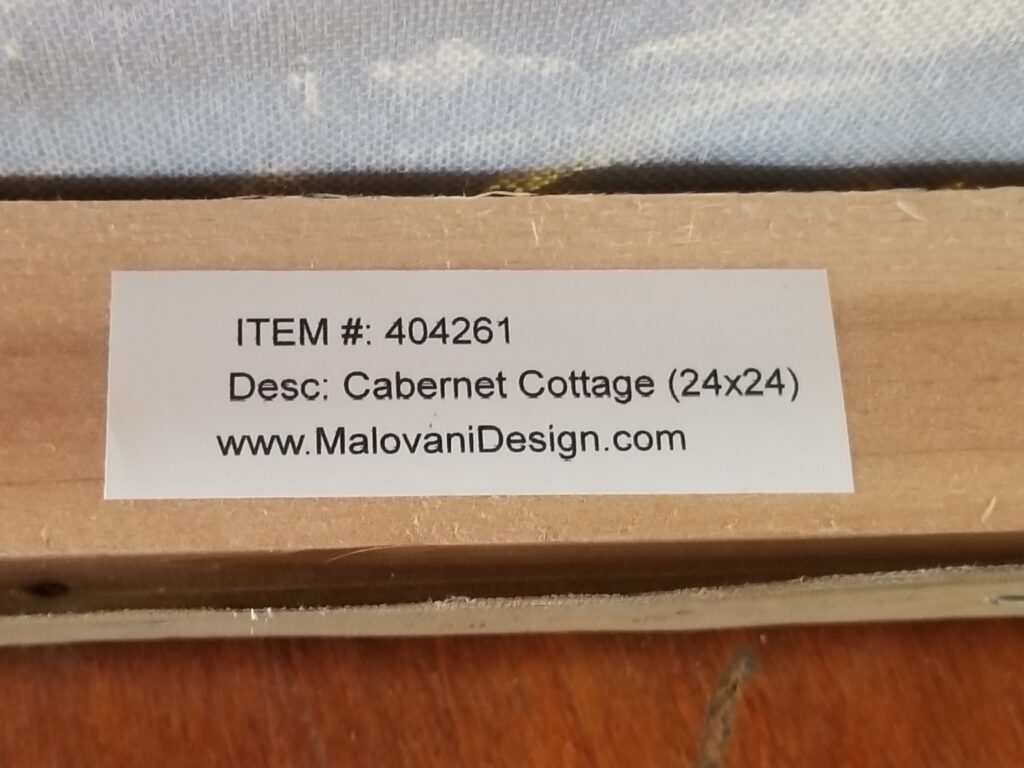 ITEM #: 404261
Desc: Cabernet Cottage (24x24)
www.MalovaniDesign.com